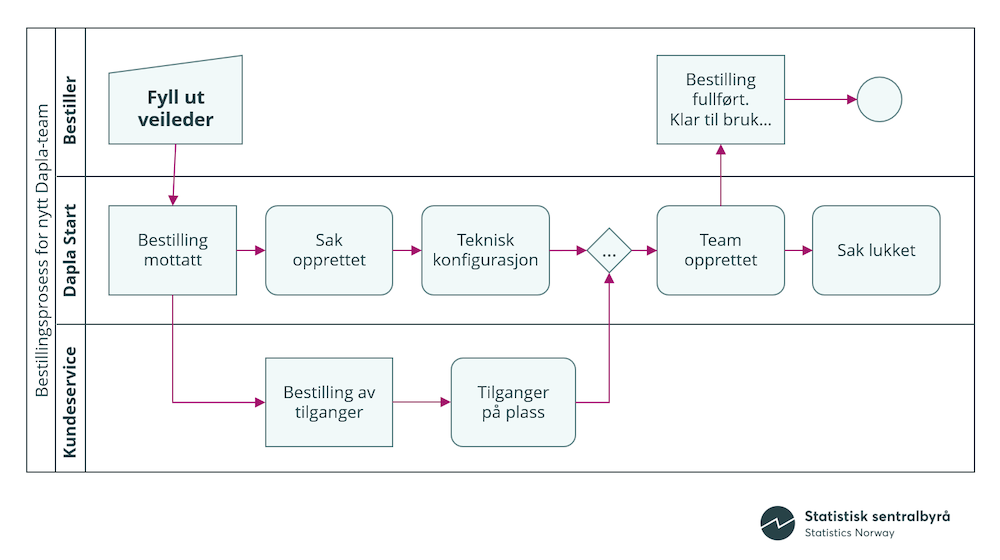 Bestillingsprosess for nytt Dapla-team
Bestiller
Fyll ut
veileder
Bestilling
fullført.
Klar til bruk...
Dapla Start
Bestilling
mottatt
Sak
opprettet
Teknisk
konfigurasjon
...
Team
opprettet
Sak lukket
Kundeservice
Bestilling av
tilganger
Tilganger
på plass
Statistisk sentralbyrå
Statistics Norway